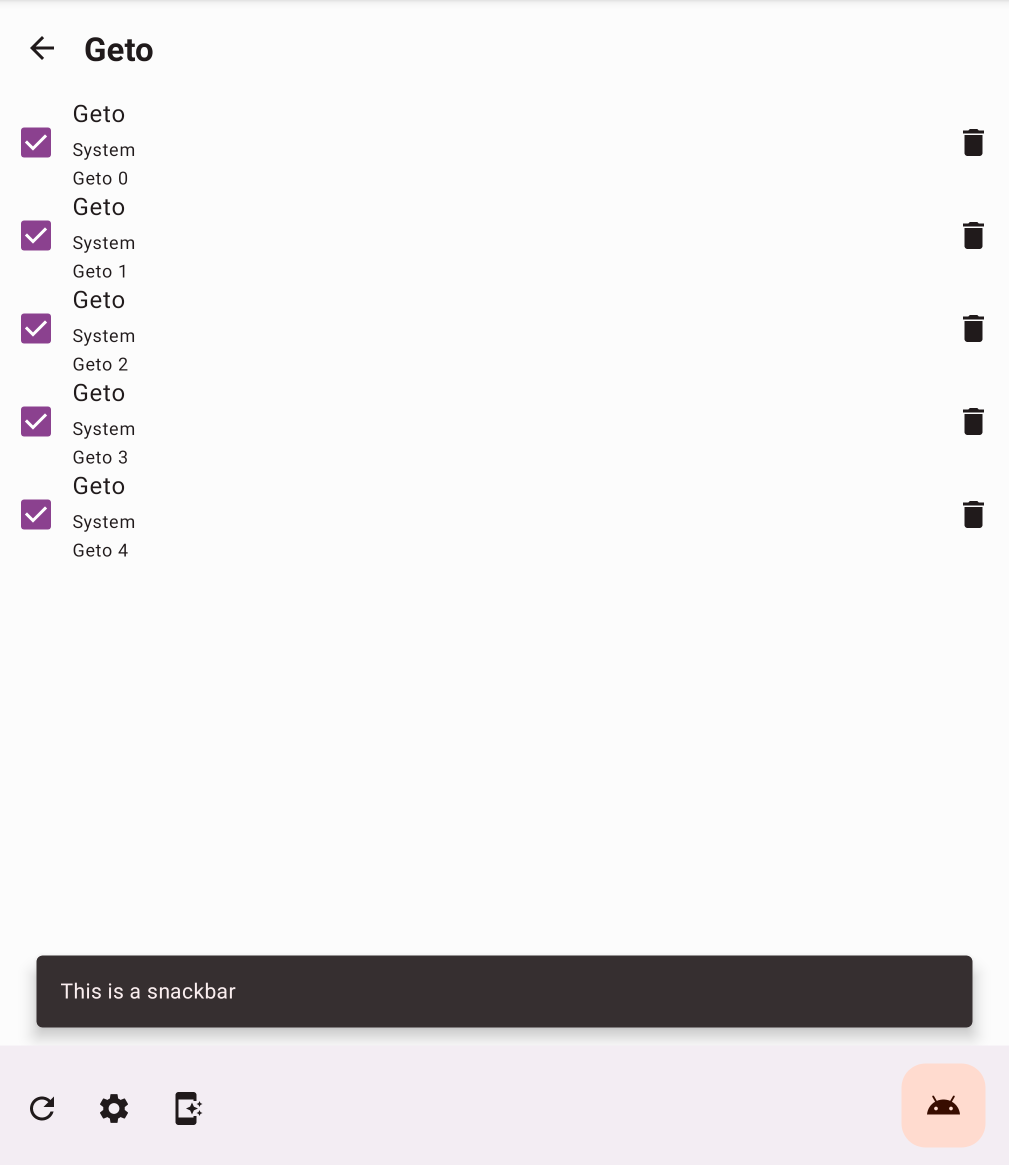 Geto
Geto
System
Geto 0
Geto
System
Geto 1
Geto
System
Geto 2
Geto
System
Geto 3
Geto
System
Geto 4
This is a snackbar